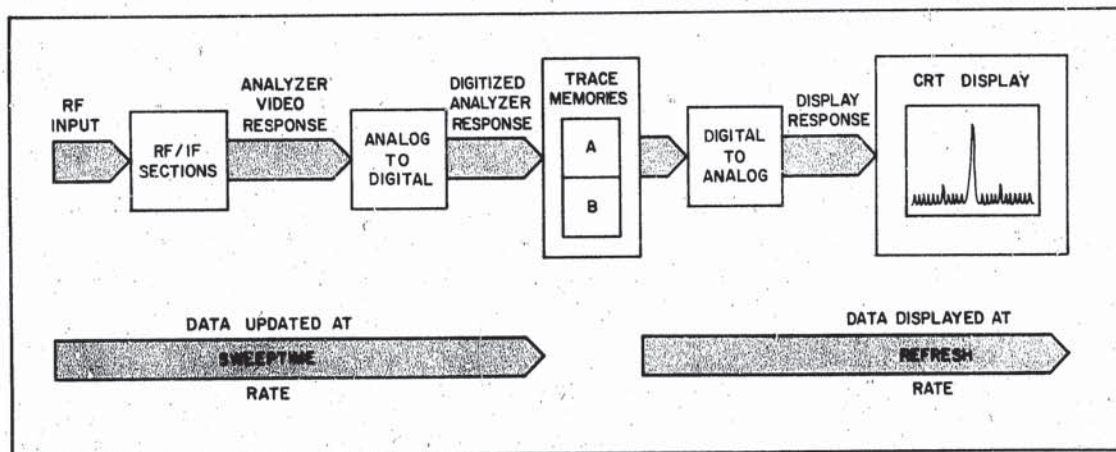 RF
INPUT
RF/IF
SECTIONS
ANALYZER
VIDEO
RESPONSE
ANALOG
TO
DIGITAL
DIGITIZED
ANALYZER
RESPONSE
TRACE
MEMORIES
A
B
DIGITAL
TO
ANALOG
DISPLAY
RESPONSE
CRT DISPLAY
DATA UPDATED AT
SWEEPTIME
RATE
DATA DISPLAYED AT
REFRESH
RATE